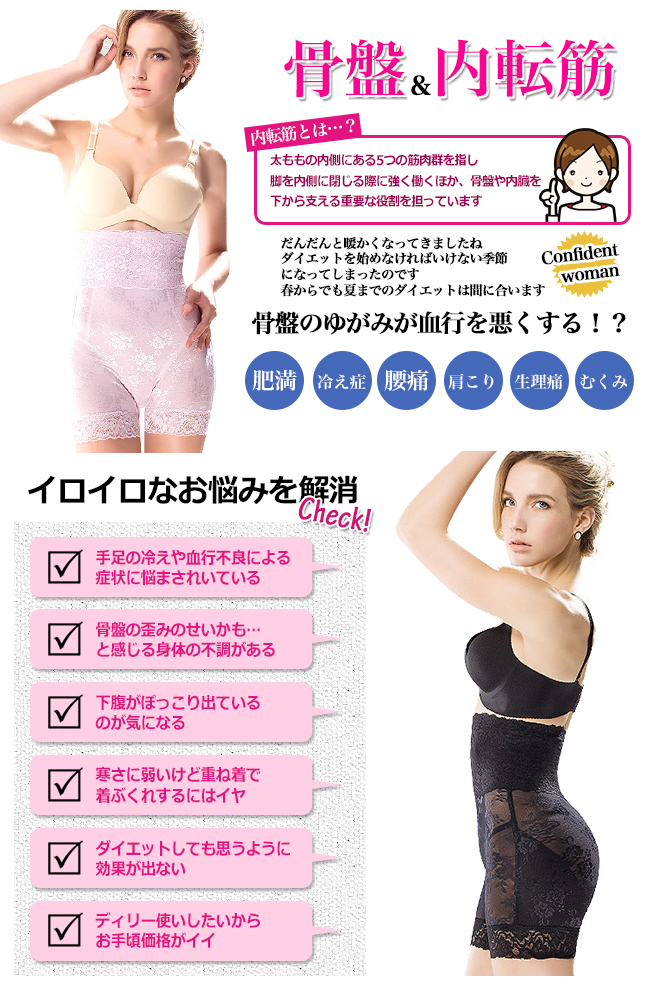 骨盤&内転筋
内転筋とは…?
太ももの内側にある5つの筋肉群を指し
脚を内側に閉じる際に強く働くほか、骨盤や内臓を
下から支える重要な役割を担っています
だんだんと暖かくなってきましたね
ダイエットを始めなければいけない季節
になってしまったのです
春からでも夏までのダイエットは間に合います
Confident
woman
骨盤のゆがみが血行を悪くする!?
肥満 冷え症 腰痛 肩こり 生理痛 むくみ
イロイロなお悩みを解消
Check!
手足の冷えや血行不良による
症状に悩まされいている
骨盤の歪みのせいかも…
と感じる身体の不調がある
下腹がぽっこり出ている
のが気になる
寒さに弱いけど重ね着で
着ぶくれするにはイヤ
ダイエットしても思うように
効果が出ない
ディリー使いしたいから
お手頃価格がイイ